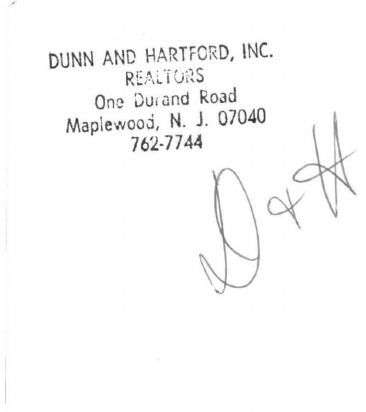 DUNN AND HARTFORD, INC.
REALTORS
One Durand Road
Maplewood, N. J. 07040
762-7744
D + H